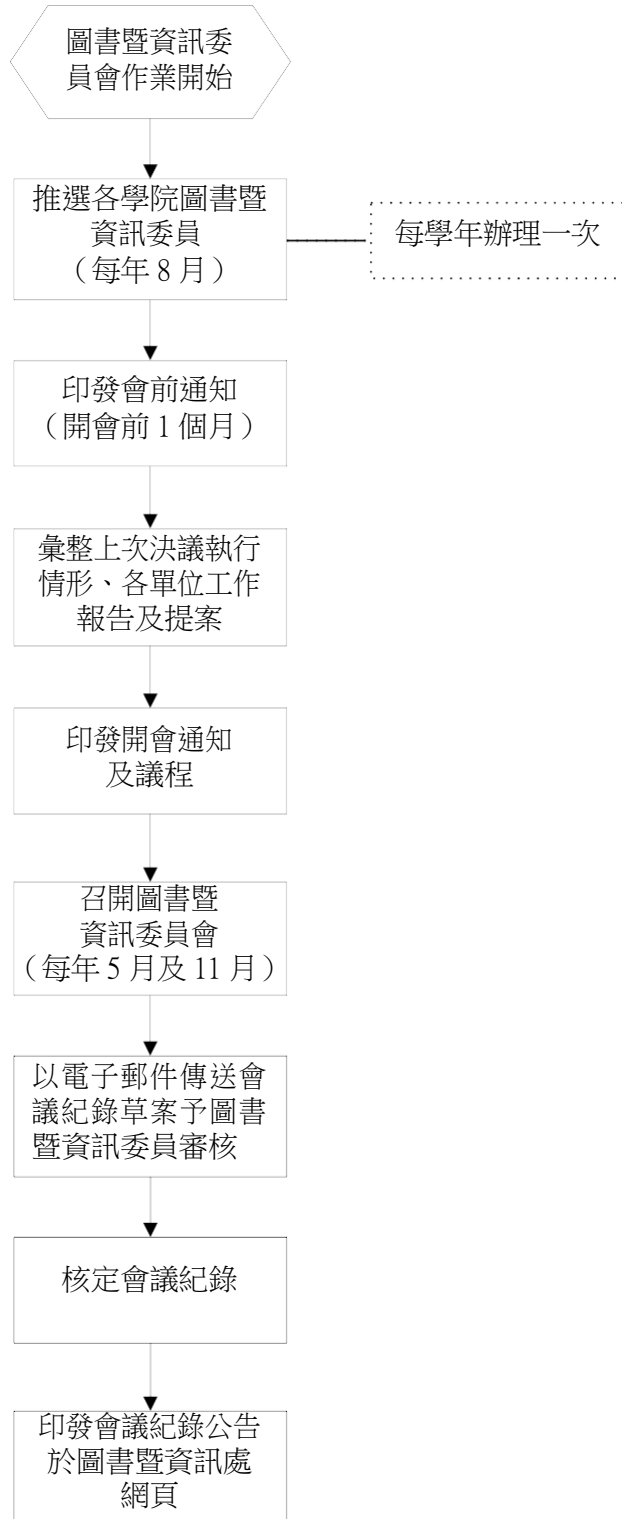 圖書暨資訊委
員會作業開始
推選各學院圖書暨
資訊委員
（每年 8 月）
每學年辦理一次
印發會前通知
（開會前 1 個月）
彙整上次決議執行
情形、各單位工作
報告及提案
印發開會通知
及議程
召開圖書暨
資訊委員會
（每年 5 月及 11 月）
以電子郵件傳送會
議紀錄草案予圖書
暨資訊委員審核
核定會議紀錄
印發會議紀錄公告
於圖書暨資訊處
網頁